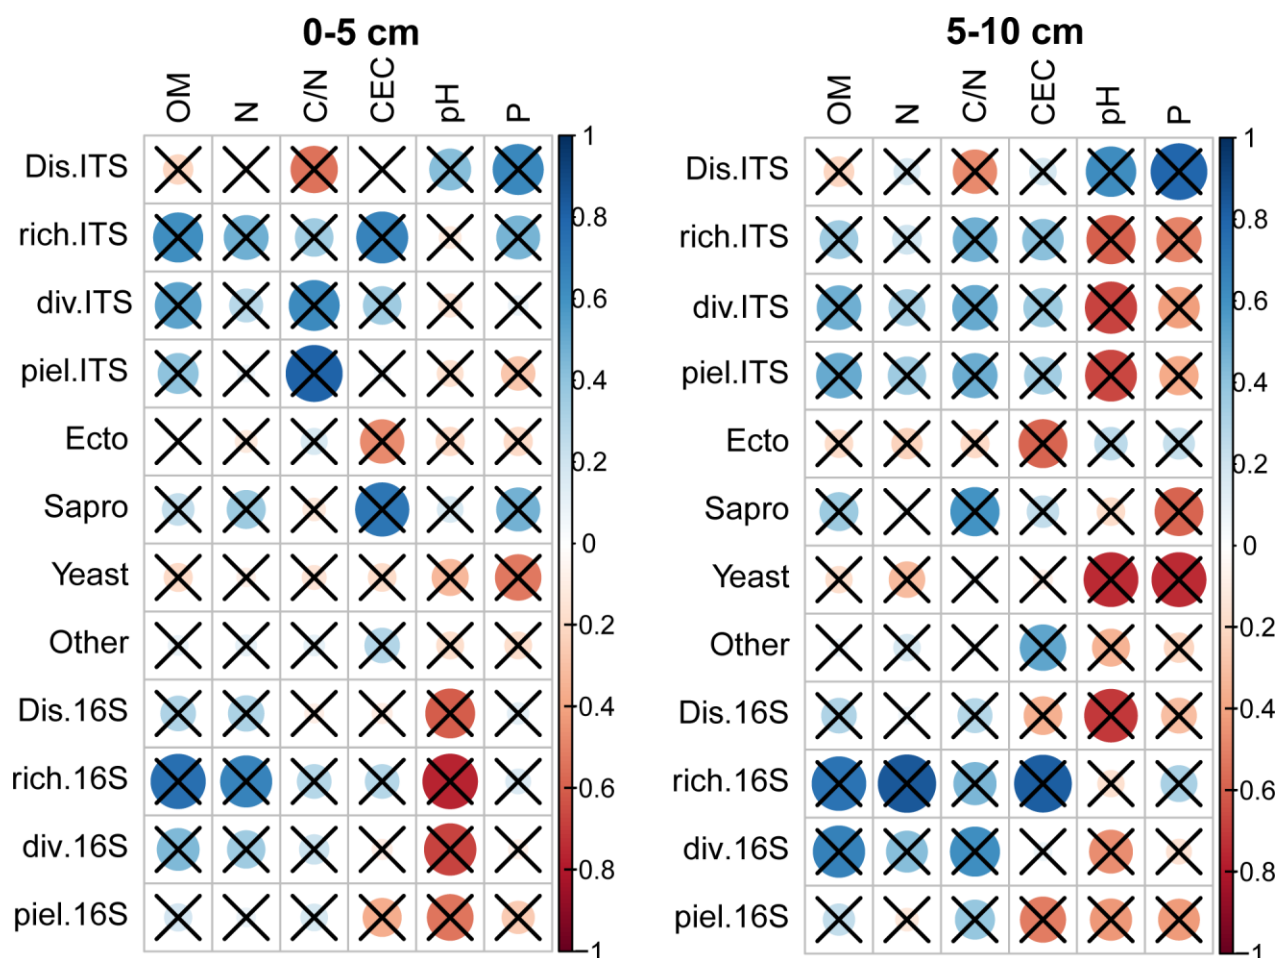 0-5 cm
OM N C/N CEC pH P
Dis.ITS
rich.ITS
div.ITS
piel.ITS
Ecto
Sapro
Yeast
Other
Dis.16S
rich.16S
div.16S
piel.16S
1
0.8
0.6
0.4
0.2
0
-0.2
-0.4
-0.6
-0.8
-1
5-10 cm
OM N C/N CEC pH P
Dis.ITS
rich.ITS
div.ITS
piel.ITS
Ecto
Sapro
Yeast
Other
Dis.16S
rich.16S
div.16S
piel.16S
1
0.8
0.6
0.4
0.2
0
-0.2
-0.4
-0.6
-0.8
-1